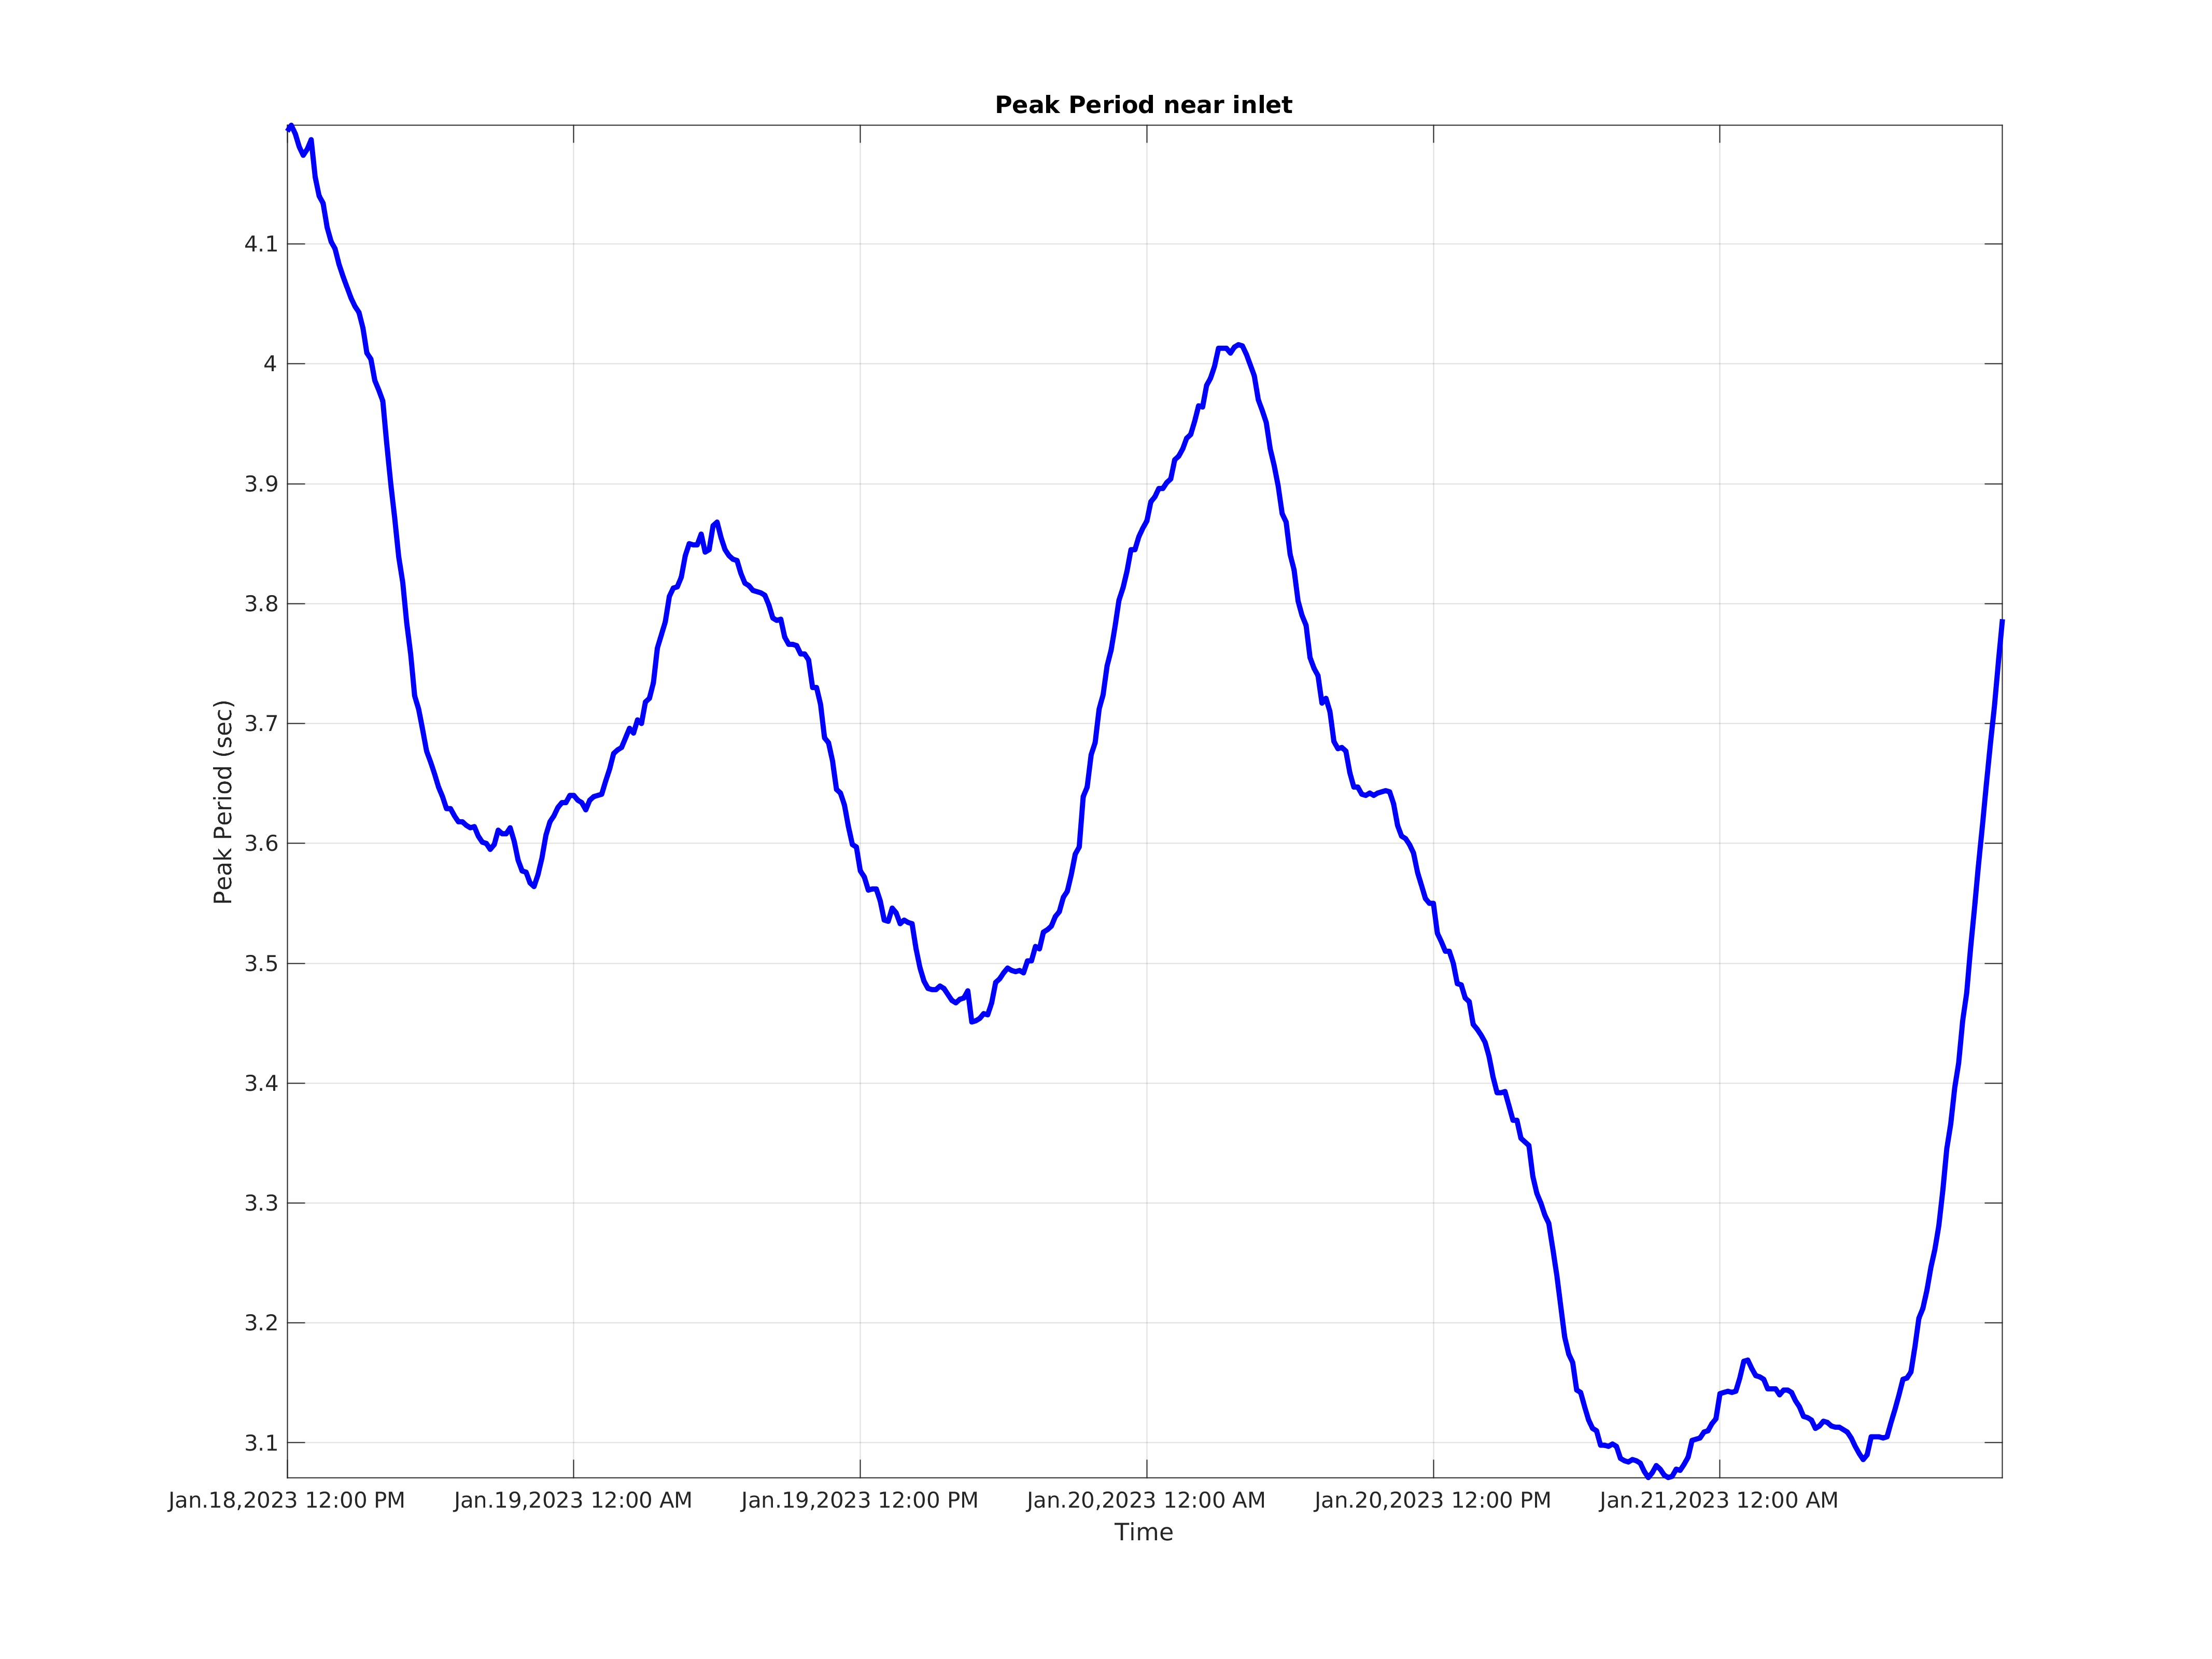 Peak Period near inlet
4.1
4
3.9
3.8
3.7
3.6
3.5
3.4
3.3
3.2
3.1
Peak Period (sec)
Jan.18,2023 12:00 PM Jan.19,2023 12:00 AM Jan.19,2023 12:00 PM Jan.20,2023 12:00 AM Jan.20,2023 12:00 PM Jan.21,2023 12:00 AM
Time